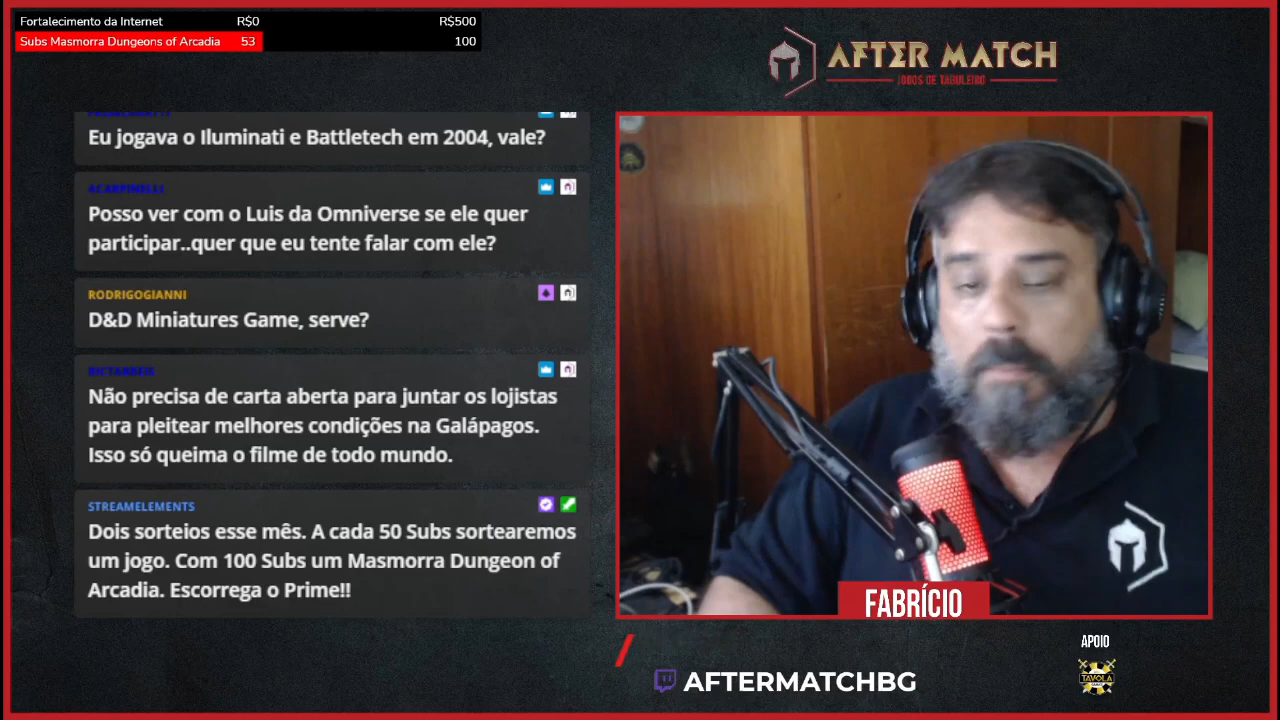 Fortalecimento da Internet R$0 R$500
Subs Masmorra Dungeons of Arcadia 53 100
AFTER MATCH
JOGOS DE TABULEIRO
Eu jogava o Iluminati e Battletech em 2004, vale?
ACARPINELLI
Posso ver com o Luis da Omniverse se ele quer
participar..quer que eu tente falar com ele?
RODRIGOGIANNI
D&D Miniatures Game, serve?
Não precisa de carta aberta para juntar os lojistas
para pleitear melhores condições na Galápagos.
Isso só queima o filme de todo mundo.
STREAMELEMENTS
Dois sorteios esse mês. A cada 50 Subs sortearemos
um jogo. Com 100 Subs um Masmorra Dungeon of
Arcadia. Escorrega o Prime!!
FABRÍCIO
APOIO
TAVOLA
AFTERMATCHBG